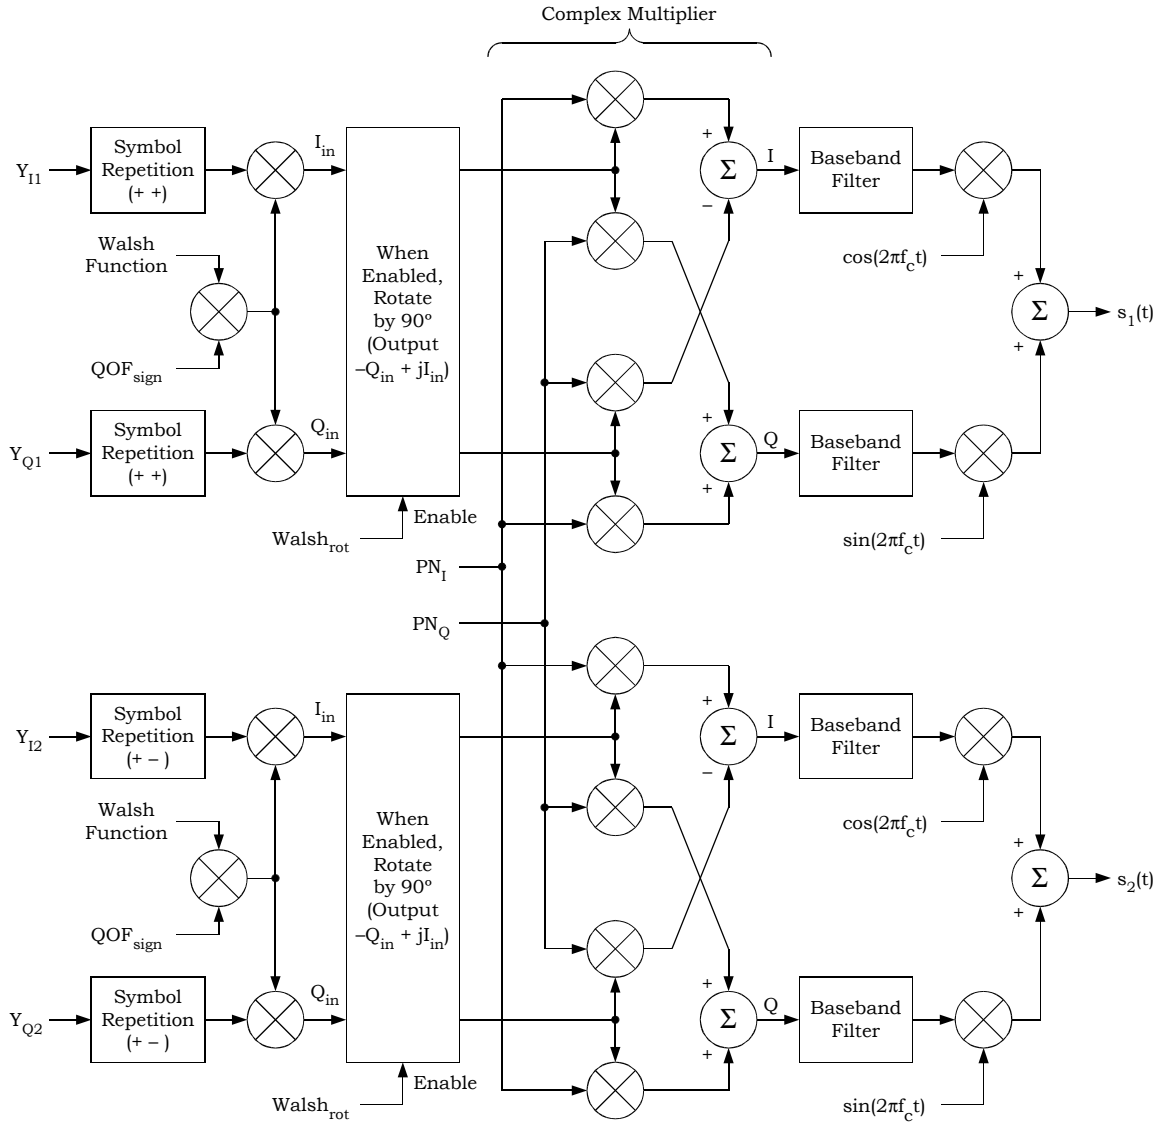 Complex Multiplier
Y_I1
Symbol
Repetition
(+ +)
I_in
Walsh
Function
QOF_sign
Y_Q1
Symbol
Repetition
(+ +)
Q_in
When
Enabled,
Rotate
by 90º
(Output
–Q_in + jI_in)
Walsh_rot
Enable
PN_I
PN_Q
+
Σ
–
I
Baseband
Filter
cos(2πf_ct)
+
Σ
+
Q
Baseband
Filter
sin(2πf_ct)
+
Σ
+
s_1(t)
Y_I2
Symbol
Repetition
(+ – )
I_in
Walsh
Function
QOF_sign
Y_Q2
Symbol
Repetition
(+ – )
Q_in
When
Enabled,
Rotate
by 90º
(Output
–Q_in + jI_in)
Walsh_rot
Enable
+
Σ
–
I
Baseband
Filter
cos(2πf_ct)
+
Σ
+
Q
Baseband
Filter
sin(2πf_ct)
+
Σ
+
s_2(t)